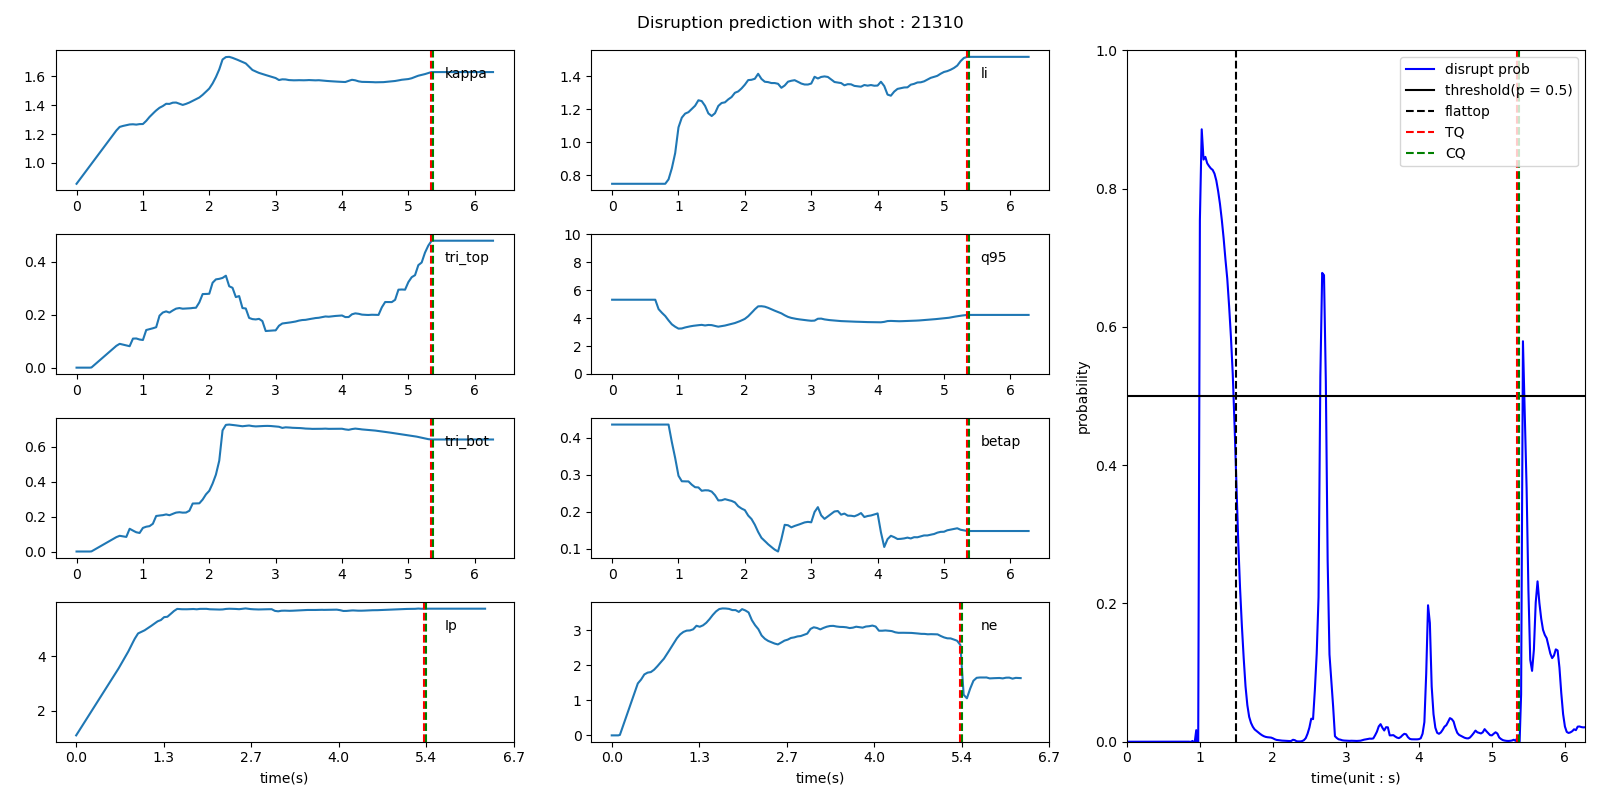 Disruption prediction with shot : 21310
kappa
1.6
1.4
1.2
1.0
0 1 2 3 4 5 6
li
1.4
1.2
1.0
0.8
0 1 2 3 4 5 6
tri_top
0.4
0.2
0.0
0 1 2 3 4 5 6
q95
10
8
6
4
2
0
0 1 2 3 4 5 6
tri_bot
0.6
0.4
0.2
0.0
0 1 2 3 4 5 6
betap
0.4
0.3
0.2
0.1
0 1 2 3 4 5 6
Ip
4
2
0.0 1.3 2.7 4.0 5.4 6.7
time(s)
ne
3
2
1
0
0.0 1.3 2.7 4.0 5.4 6.7
time(s)
disrupt prob
threshold(p = 0.5)
flattop
TQ
CQ
probability
1.0
0.8
0.6
0.4
0.2
0.0
0 1 2 3 4 5 6
time(unit : s)